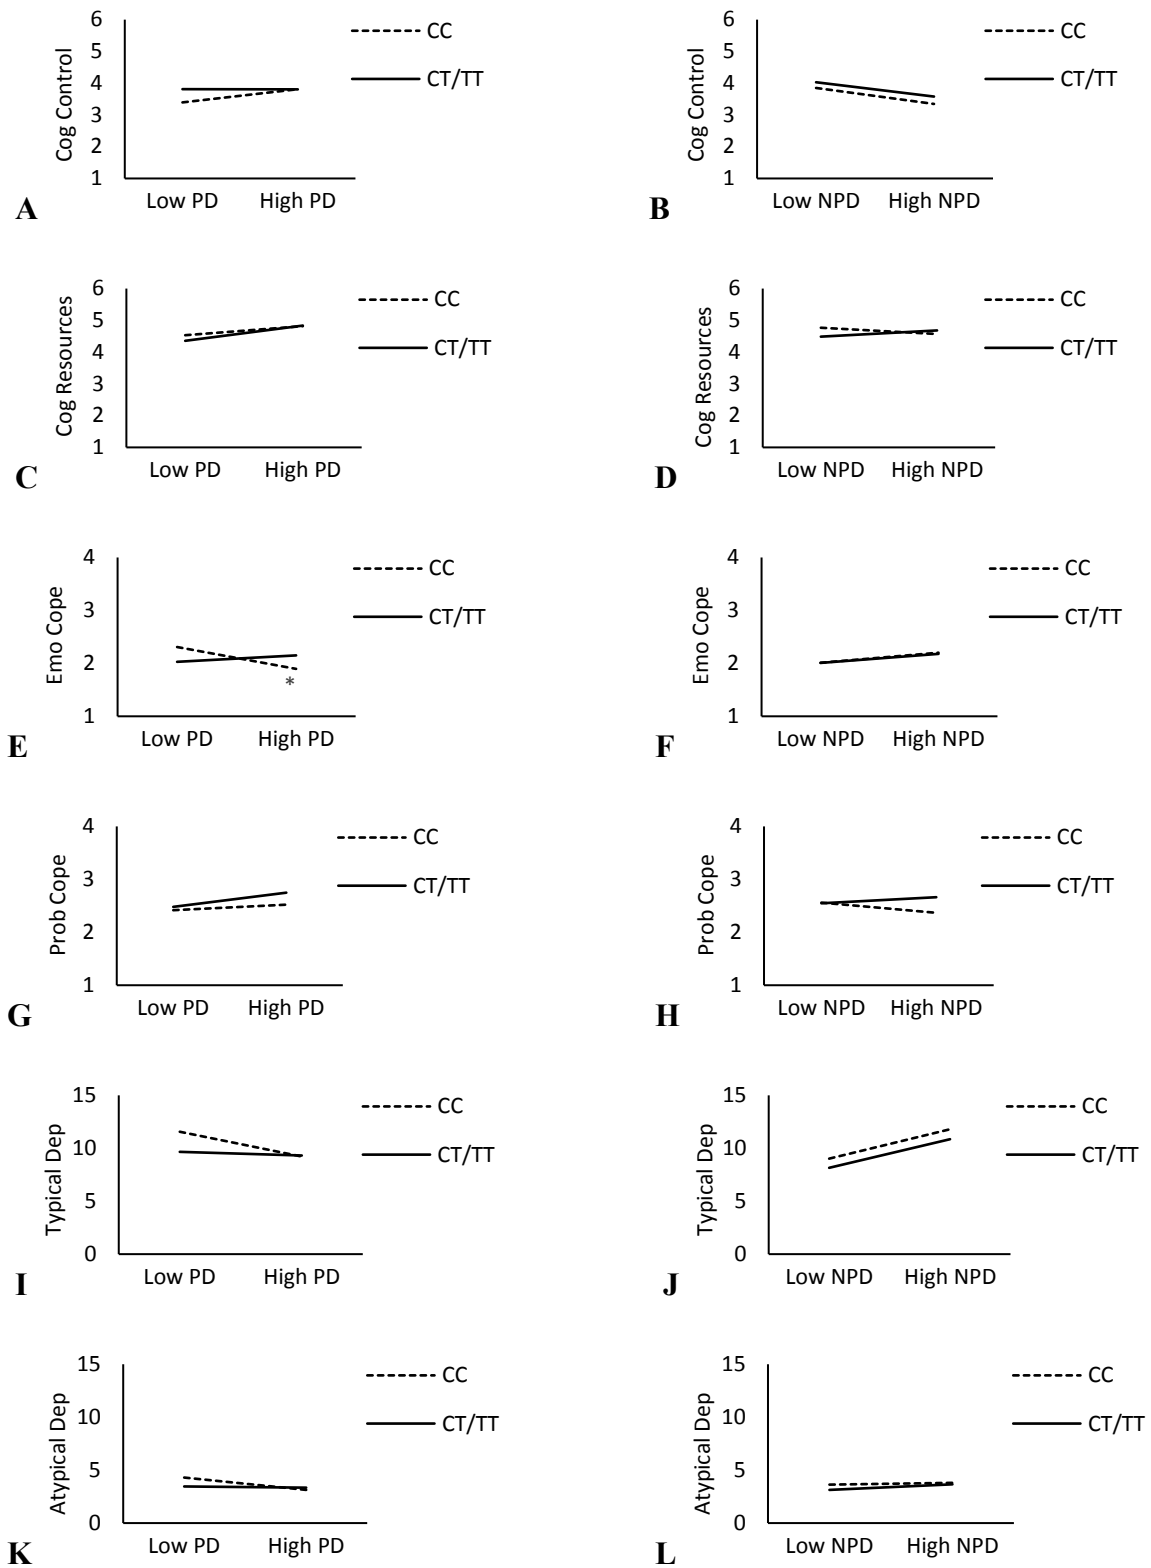 6
5
4
3
2
1
Cog Control
Low PD High PD
CC
CT/TT
A
6
5
4
3
2
1
Cog Control
Low NPD High NPD
CC
CT/TT
B
6
5
4
3
2
1
Cog Resources
Low PD High PD
CC
CT/TT
C
6
5
4
3
2
1
Cog Resources
Low NPD High NPD
CC
CT/TT
D
4
3
2
1
Emo Cope
*
Low PD High PD
CC
CT/TT
E
4
3
2
1
Emo Cope
Low NPD High NPD
CC
CT/TT
F
4
3
2
1
Prob Cope
Low PD High PD
CC
CT/TT
G
4
3
2
1
Prob Cope
Low NPD High NPD
CC
CT/TT
H
15
10
5
0
Typical Dep
Low PD High PD
CC
CT/TT
I
15
10
5
0
Typical Dep
Low NPD High NPD
CC
CT/TT
J
15
10
5
0
Atypical Dep
Low PD High PD
CC
CT/TT
K
15
10
5
0
Atypical Dep
Low NPD High NPD
CC
CT/TT
L